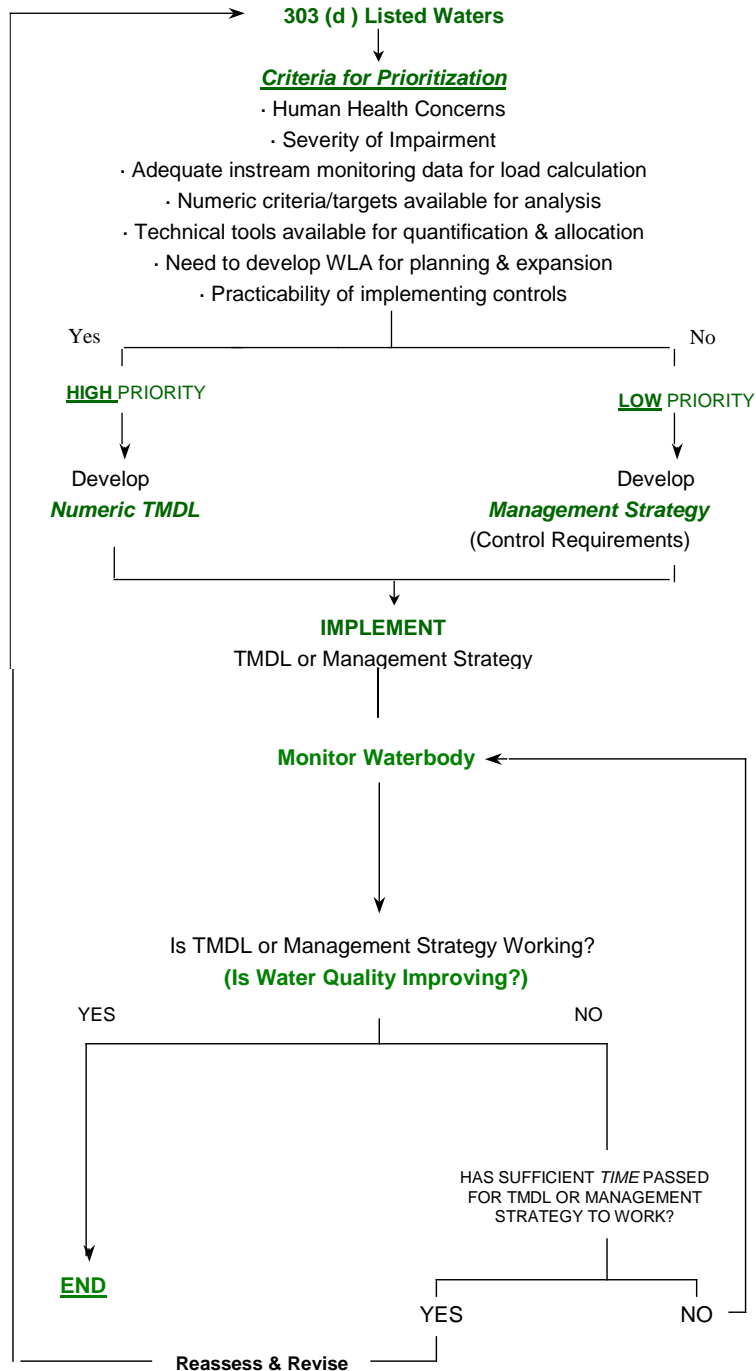 303 (d ) Listed Waters
Criteria for Prioritization
· Human Health Concerns
· Severity of Impairment
· Adequate instream monitoring data for load calculation
· Numeric criteria/targets available for analysis
· Technical tools available for quantification & allocation
· Need to develop WLA for planning & expansion
· Practicability of implementing controls
Yes
No
HIGH PRIORITY
LOW PRIORITY
Develop
Numeric TMDL
Develop
Management Strategy
(Control Requirements)
IMPLEMENT
TMDL or Management Strategy
Monitor Waterbody
Is TMDL or Management Strategy Working?
(Is Water Quality Improving?)
YES
NO
HAS SUFFICIENT TIME PASSED
FOR TMDL OR MANAGEMENT
STRATEGY TO WORK?
END
YES
NO
Reassess & Revise